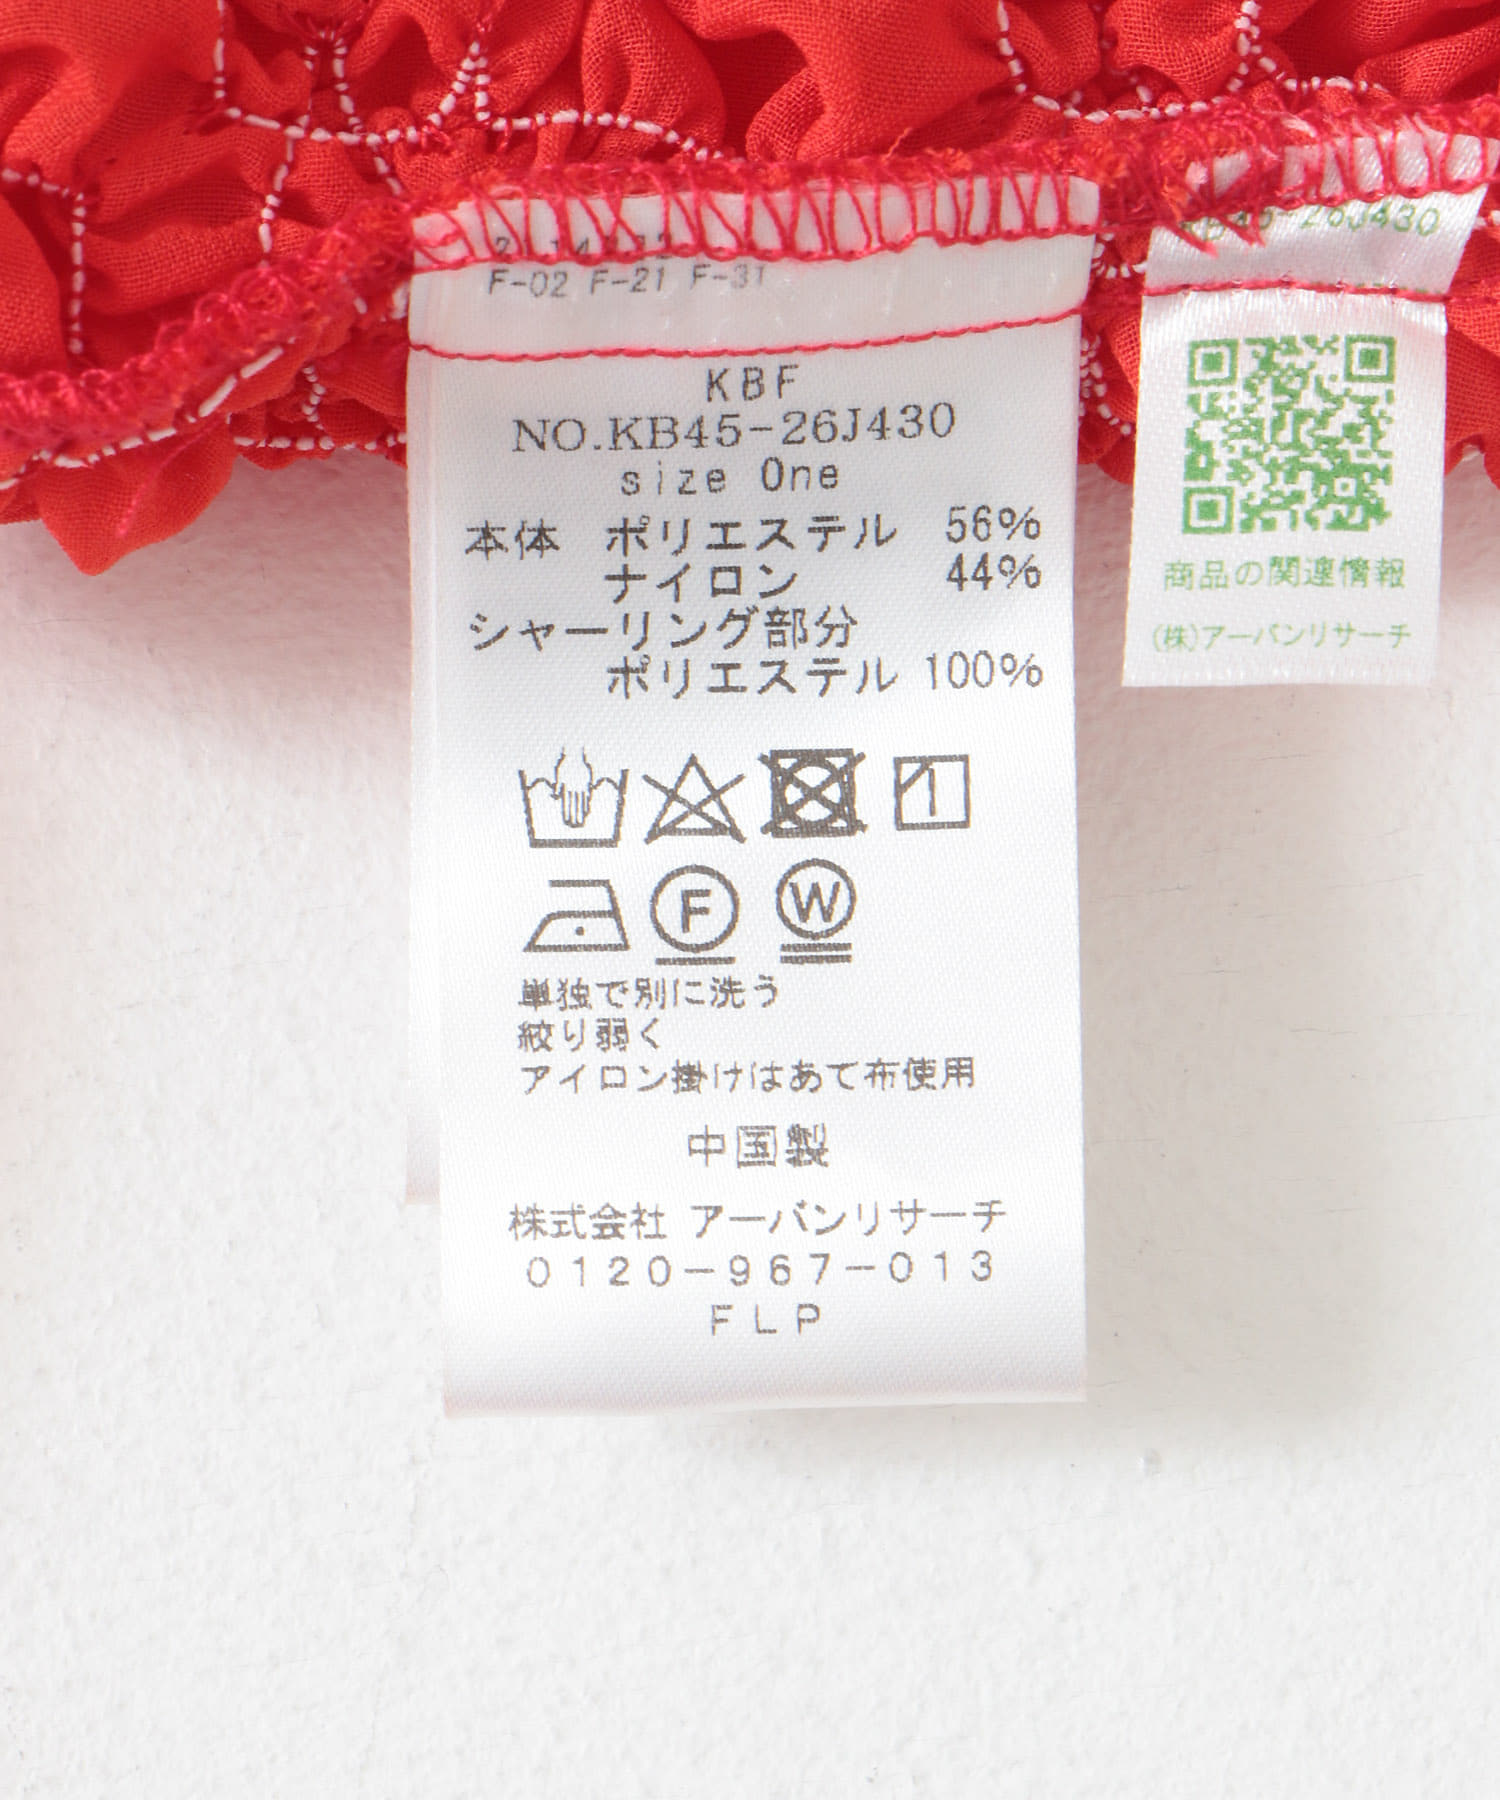 F-02 F-21 F-31
KBF
NO.KB45-26J430
size One
本体 ポリエステル 56%
ナイロン 44%
シャーリング部分
ポリエステル 100%
1
F
W
単独で別に洗う
絞り弱く
アイロン掛けはあて布使用
中国製
株式会社 アーバンリサーチ
0120-967-013
FLP
KB45-26J430
商品の関連情報
(株)アーバンリサーチ